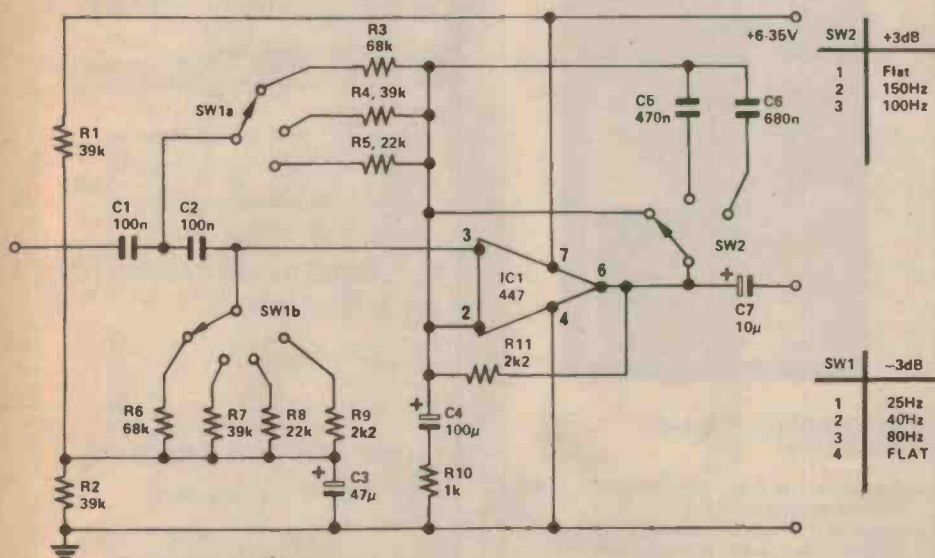 R3
68k
+6-35V
SW2 +3dB
1 Flat
2 150Hz
3 100Hz
SW1a
R4, 39k
C5
470n
C6
680n
R1
39k
R5, 22k
C1
100n
C2
100n
3
7
SW2
IC1
447
6
SW1b
2
4
C7
10μ
+
R11
2k2
SW1 -3dB
1 25Hz
2 40Hz
3 80Hz
4 FLAT
R6
68k
R7
39k
R8
22k
R9
2k2
+
C4
100μ
R2
39k
+
C3
47μ
R10
1k